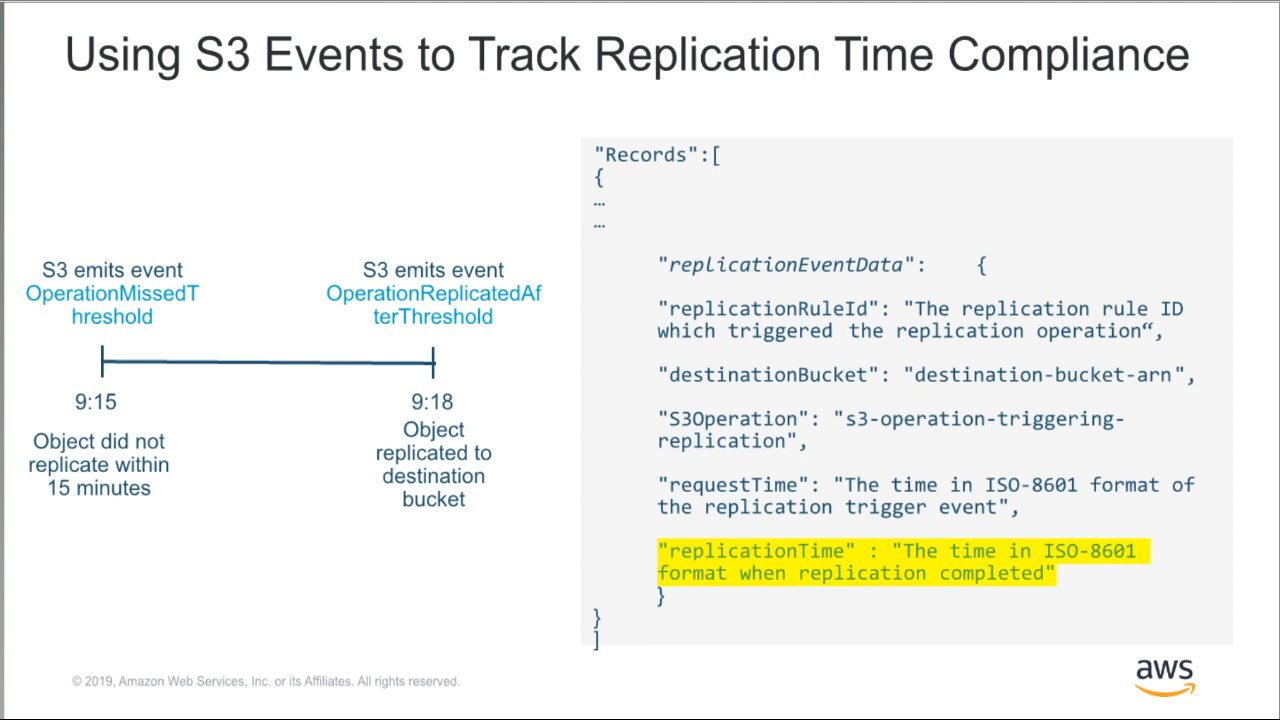 Using S3 Events to Track Replication Time Compliance
S3 emits event
OperationMissedT
hreshold
S3 emits event
OperationReplicatedAf
terThreshold
9:15
9:18
Object did not
replicate within
15 minutes
Object
replicated to
destination
bucket
"Records":[
{
…
…
"replicationEventData": {
"replicationRuleId": "The replication rule ID
which triggered the replication operation“,
"destinationBucket": "destination-bucket-arn",
"S3Operation": "s3-operation-triggering-
replication",
"requestTime": "The time in ISO-8601 format of
the replication trigger event",
"replicationTime" : "The time in ISO-8601
format when replication completed"
}
}
]
© 2019, Amazon Web Services, Inc. or its Affiliates. All rights reserved.
aws